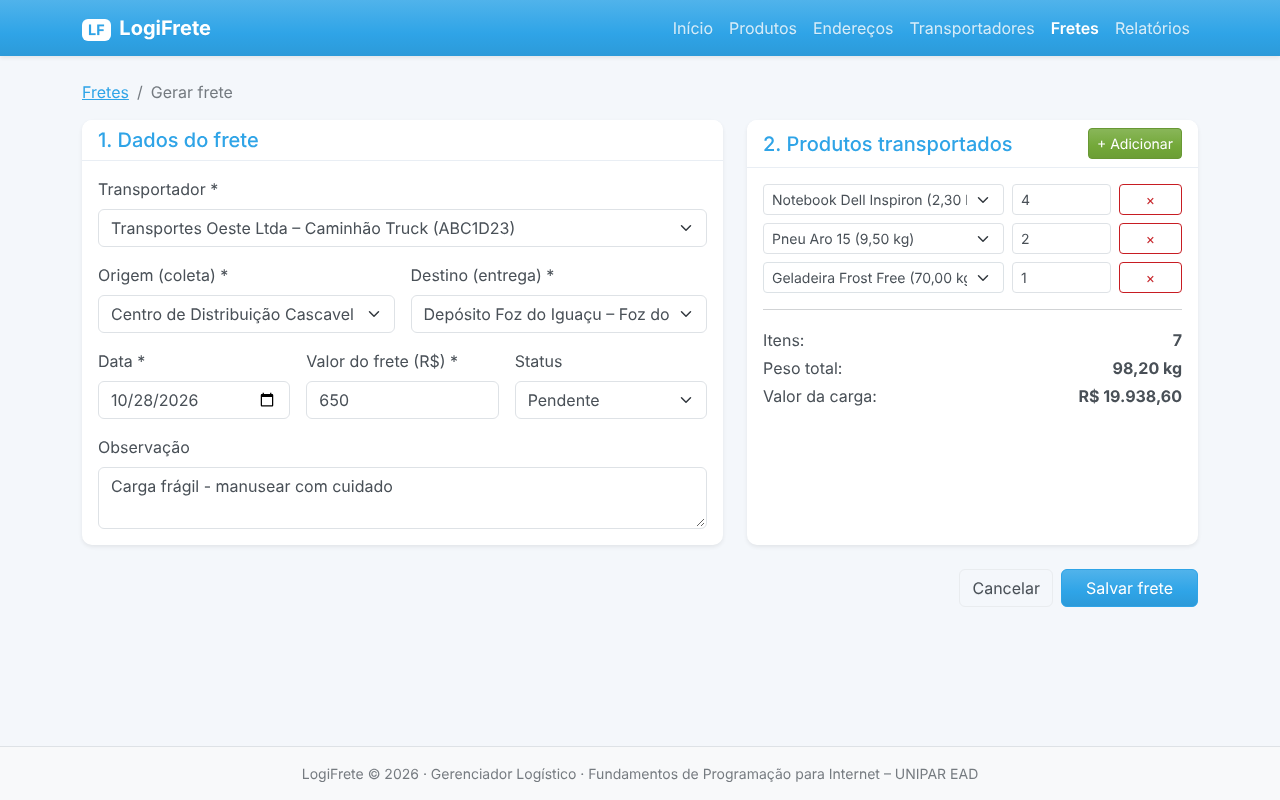 LF LogiFrete
Início Produtos Endereços Transportadores Fretes Relatórios
Fretes / Gerar frete
1. Dados do frete
Transportador *
Transportes Oeste Ltda – Caminhão Truck (ABC1D23)
Origem (coleta) * Destino (entrega) *
Centro de Distribuição Cascavel Depósito Foz do Iguaçu – Foz do
Data * Valor do frete (R$) * Status
10/28/2026 650 Pendente
Observação
Carga frágil - manusear com cuidado
2. Produtos transportados + Adicionar
Notebook Dell Inspiron (2,30 4 ×
Pneu Aro 15 (9,50 kg) 2 ×
Geladeira Frost Free (70,00 kg 1 ×
Itens: 7
Peso total: 98,20 kg
Valor da carga: R$ 19.938,60
Cancelar Salvar frete
LogiFrete © 2026 · Gerenciador Logístico · Fundamentos de Programação para Internet – UNIPAR EAD